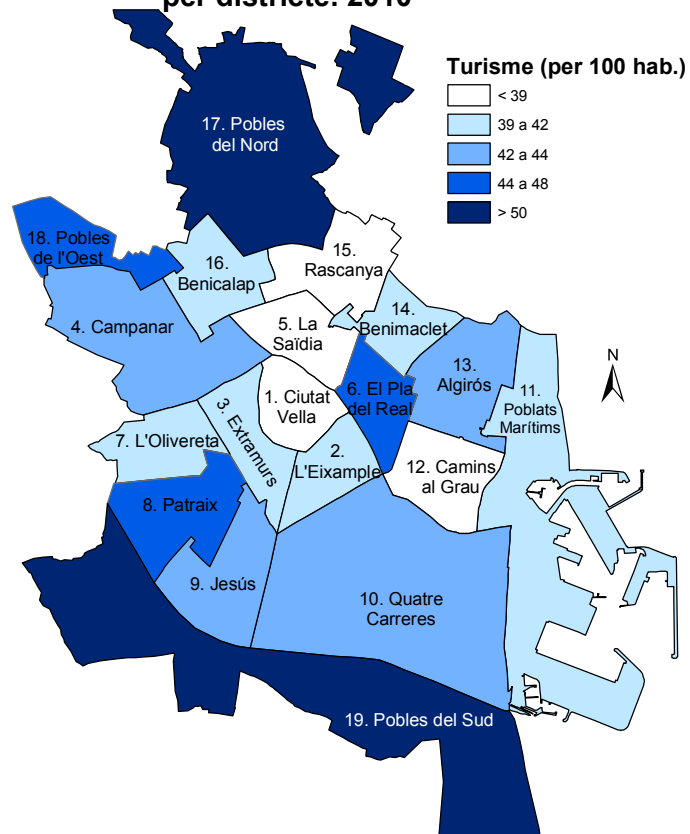 per districte. 2010
Turisme (per 100 hab.)
< 39
39 a 42
42 a 44
44 a 48
> 50
17. Pobles
del Nord
18. Pobles
de l'Oest
16.
Benicalap
15.
Rascanya
14.
Benimaclet
4. Campanar
5. La
Saïdia
13.
Algirós
11.
Poblats
Marítims
N
6. El Pla
del Real
1. Ciutat
Vella
3. Extramurs
7. L'Olivereta
2.
L'Eixample
12. Camins
al Grau
8. Patraix
9. Jesús
10. Quatre
Carreres
19. Pobles del Sud